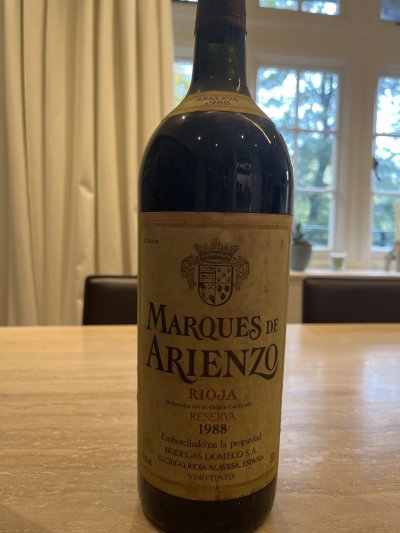 RESERVA
1988
MARQUES DE
ARIENZO
RIOJA
Denominación de Origen Calificada
RESERVA
1988
Embotellado en la propiedad
BODEGAS DOMECQ S.A.
ELCIEGO, RIOJA ALAVESA, ESPAÑA
VINO TINTO